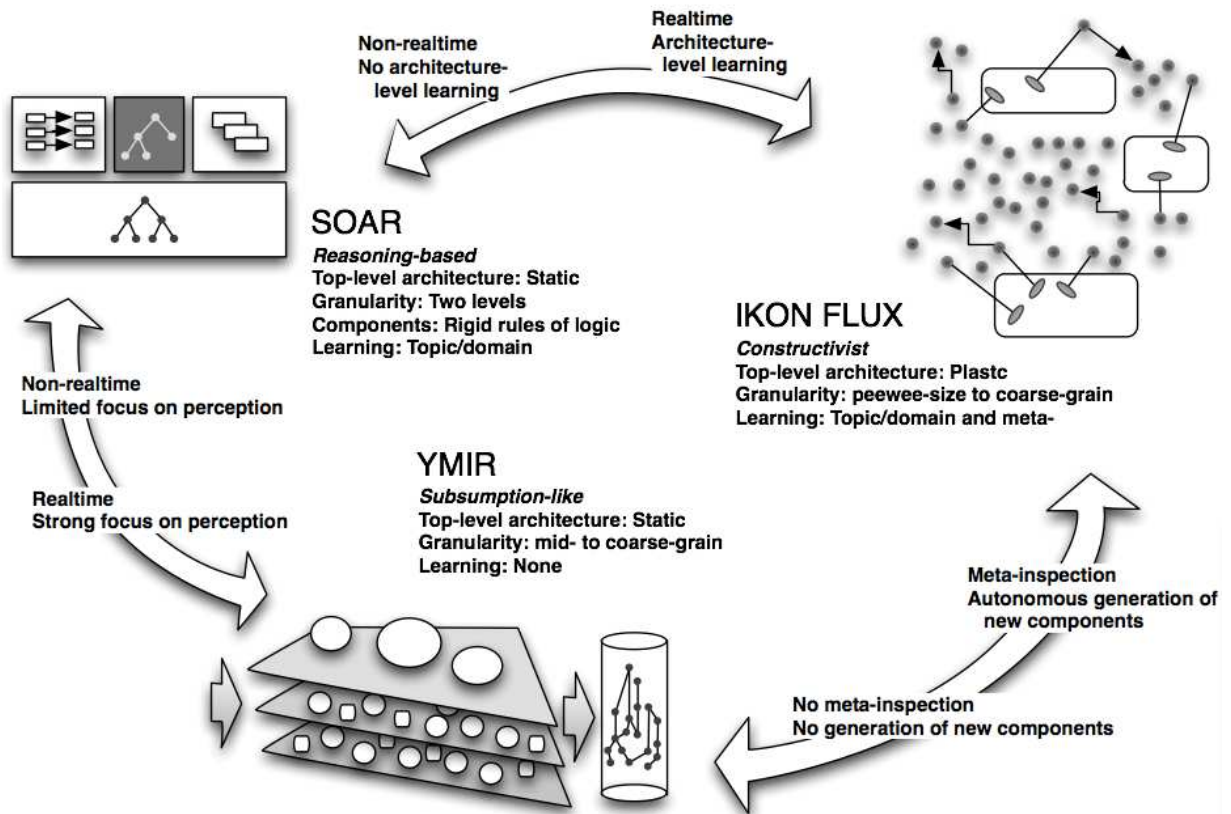 Non-realtime
No architecture-
level learning
Realtime
Architecture-
level learning
SOAR
Reasoning-based
Top-level architecture: Static
Granularity: Two levels
Components: Rigid rules of logic
Learning: Topic/domain
IKON FLUX
Constructivist
Top-level architecture: Plastc
Granularity: peewee-size to coarse-grain
Learning: Topic/domain and meta-
Non-realtime
Limited focus on perception
Realtime
Strong focus on perception
YMIR
Subsumption-like
Top-level architecture: Static
Granularity: mid- to coarse-grain
Learning: None
Meta-inspection
Autonomous generation of
new components
No meta-inspection
No generation of new components